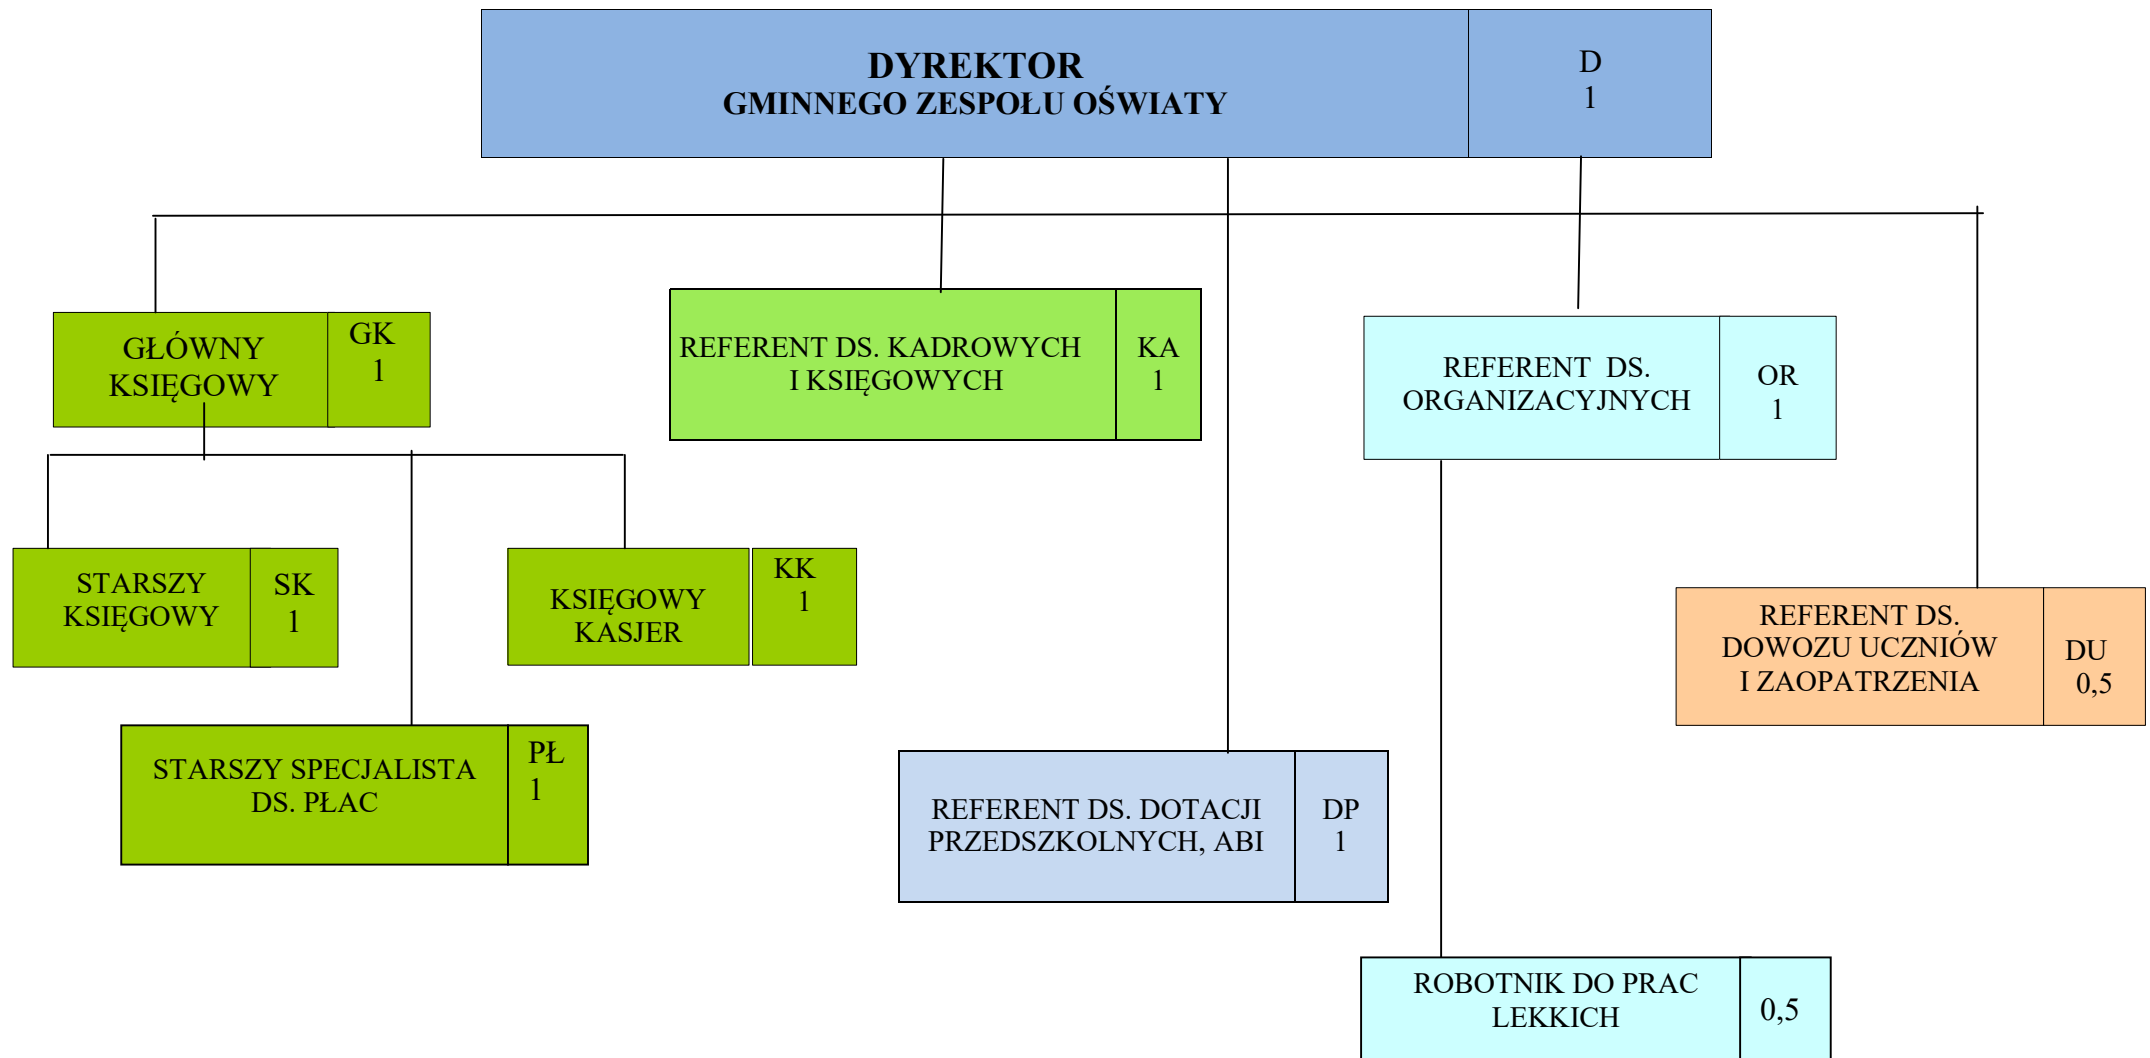 DYREKTOR
GMINNEGO ZESPOŁU OŚWIATY
D
1
GŁÓWNY
KSIĘGOWY
GK
1
REFERENT DS. KADROWYCH
I KSIĘGOWYCH
KA
1
REFERENT DS.
ORGANIZACYJNYCH
OR
1
STARSZY
KSIĘGOWY
SK
1
KSIĘGOWY
KASJER
KK
1
REFERENT DS.
DOWOZU UCZNIÓW
I ZAOPATRZENIA
DU
0,5
STARSZY SPECJALISTA
DS. PŁAC
PŁ
1
REFERENT DS. DOTACJI
PRZEDSZKOLNYCH, ABI
DP
1
ROBOTNIK DO PRAC
LEKKICH
0,5